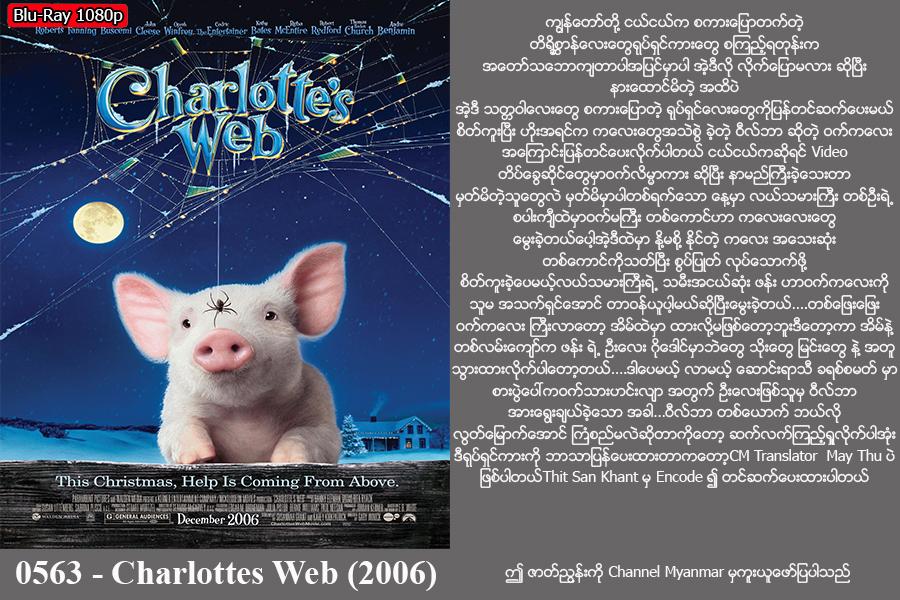 Blu-Ray 1080p
Julia Roberts Dakota Fanning Steve Buscemi John Cleese Oprah Winfrey Cedric The Entertainer Kathy Bates Reba McEntire Robert Redford Thomas Haden Church Andre Benjamin
Charlotte's
Web
This Christmas, Help Is Coming From Above.
WALDEN MEDIA
G GENERAL AUDIENCES
December 2006
CharlottesWebMovie.com
0563 - Charlottes Web (2006)
ကျွန်တော်တို့ ငယ်ငယ်က စကားပြောတက်တဲ့
တိရိစ္ဆာန်လေးတွေရုပ်ရှင်ကားတွေ စကြည့်ရတုန်းက
အတော်သဘောကျတာပါအပြင်မှာပါ အဲ့ဒီလို လိုက်ပြောမလား ဆိုပြီး
နားထောင်မိတဲ့ အထိပဲ
အဲ့ဒီ သတ္တဝါလေးတွေ စကားပြောတဲ့ ရုပ်ရှင်လေးတွေကိုပြန်တင်ဆက်ပေးမယ်
စိတ်ကူးပြီး ဟိုးအရင်က ကလေးတွေအသဲစွဲ ခဲ့တဲ့ ဝီလ်ဘာ ဆိုတဲ့ ဝက်ကလေး
အကြောင်းပြန်တင်ပေးလိုက်ပါတယ် ငယ်ငယ်ကဆိုရင် Video
တိပ်ခွေဆိုင်တွေမှာဝက်လိမ္မာကား ဆိုပြီး နာမည်ကြီးခဲ့သေးတာ
မှတ်မိတဲ့သူတွေလဲ မှတ်မိမှာပါတစ်ရက်သော နေ့မှာ လယ်သမားကြီး တစ်ဦးရဲ့
စပါးကျီထဲမှာဝက်မကြီး တစ်ကောင်ဟာ ကလေးလေးတွေ
မွေးခဲ့တယ်ပေါ့အဲ့ဒီထဲမှာ နို့မစို့ နိုင်တဲ့ ကလေး အသေးဆုံး
တစ်ကောင်ကိုသတ်ပြီး စွပ်ပြုတ် လုပ်သောက်ဖို့
စိတ်ကူးခဲ့ပေမယ့်လယ်သမားကြီးရဲ့ သမီးအငယ်ဆုံး ဖန်း ဟာဝက်ကလေးကို
သူမ အသက်ရှင်အောင် တာဝန်ယူပါ့မယ်ဆိုပြီးမွေးခဲ့တယ်....တစ်ဖြေးဖြေး
ဝက်ကလေး ကြီးလာတော့ အိမ်ထဲမှာ ထားလို့မဖြစ်တော့ဘူးဒီတော့ကာ အိမ်နဲ့
တစ်လမ်းကျော်က ဖန်း ရဲ့ ဦးလေး ဂိုဒေါင်မှာဘဲတွေ သိုးတွေ မြင်းတွေ နဲ့ အတူ
သွားထားလိုက်ပါတော့တယ်....ဒါပေမယ့် လာမယ့် ဆောင်းရာသီ ခရစ်စမတ် မှာ
စားပွဲပေါ်ကဝက်သားဟင်းလျာ အတွက် ဦးလေးဖြစ်သူမှ ဝီလ်ဘာ
အားရွေးချယ်ခဲ့သော အခါ...ဝီလ်ဘာ တစ်ယောက် ဘယ်လို
လွတ်မြောက်အောင် ကြံစည်မလဲဆိုတာကိုတော့ ဆက်လက်ကြည့်ရှုလိုက်ပါအုံး
ဒီရုပ်ရှင်ကားကို ဘာသာပြန်ပေးထားတာကတော့CM Translator May Thu ပဲ
ဖြစ်ပါတယ်Thit San Khant မှ Encode ၍ တင်ဆက်ပေးထားပါတယ်
ဤ ဇာတ်ညွှန်းကို Channel Myanmar မှကူးယူဖော်ပြပါသည်